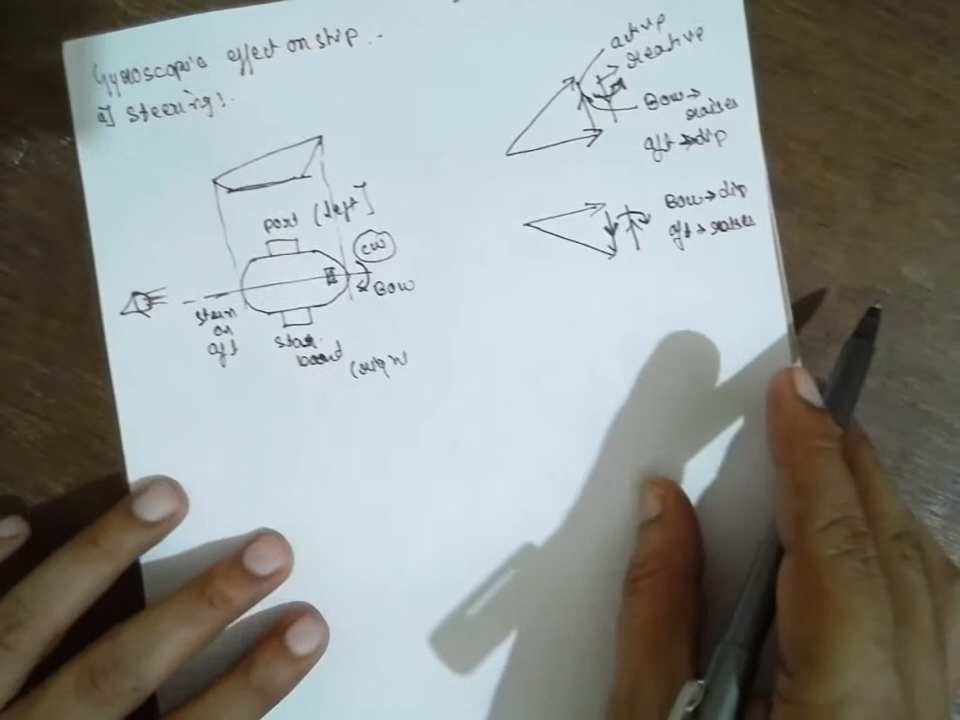 Gyroscopic effect on ship..
a] steering!.
port (left]
CW
Bow
stern
or
aft
star
board
active
reactive
Bow→
raises
aft→dip
Bow→dip
aft→raises